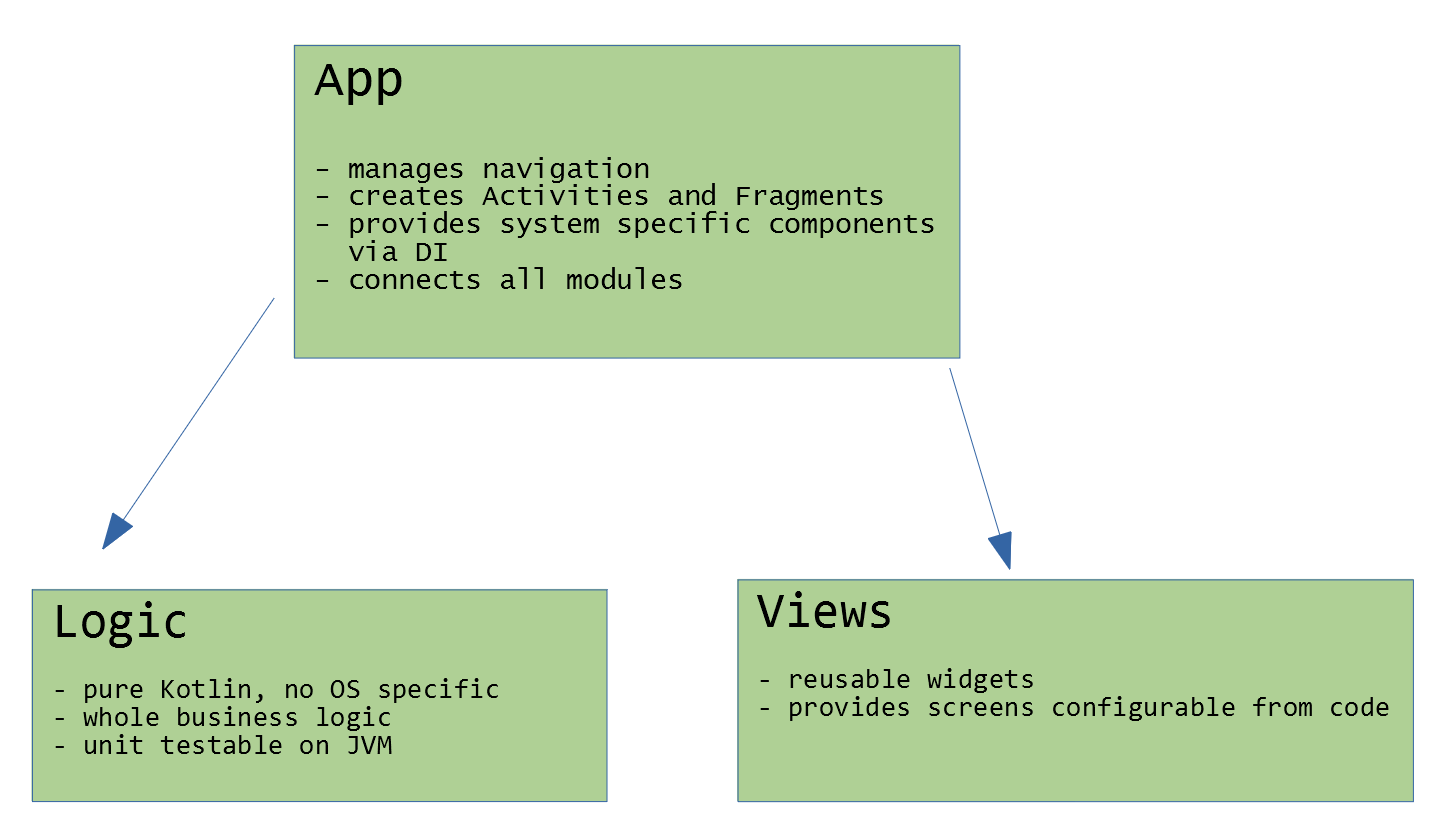 App
- manages navigation
- creates Activities and Fragments
- provides system specific components
via DI
- connects all modules
Logic
- pure Kotlin, no OS specific
- whole business logic
- unit testable on JVM
Views
- reusable widgets
- provides screens configurable from code